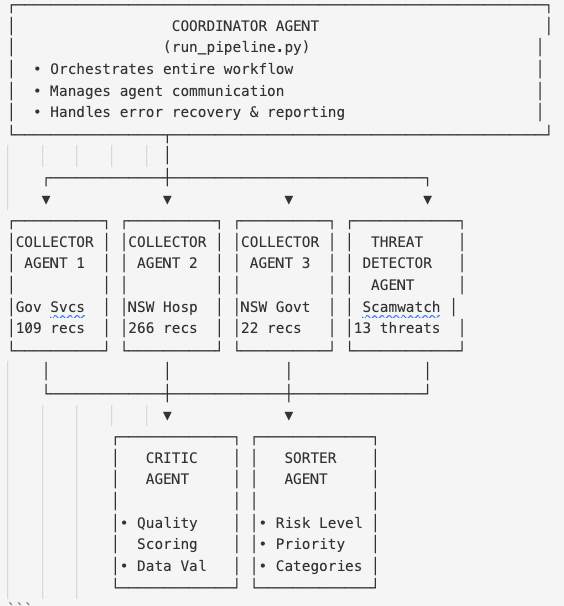 COORDINATOR AGENT
(run_pipeline.py)
• Orchestrates entire workflow
• Manages agent communication
• Handles error recovery & reporting
COLLECTOR
AGENT 1
Gov Svcs
109 recs
COLLECTOR
AGENT 2
NSW Hosp
266 recs
COLLECTOR
AGENT 3
NSW Govt
22 recs
THREAT
DETECTOR
AGENT
Scamwatch
13 threats
CRITIC
AGENT
• Quality
Scoring
• Data Val
SORTER
AGENT
• Risk Level
• Priority
• Categories
```